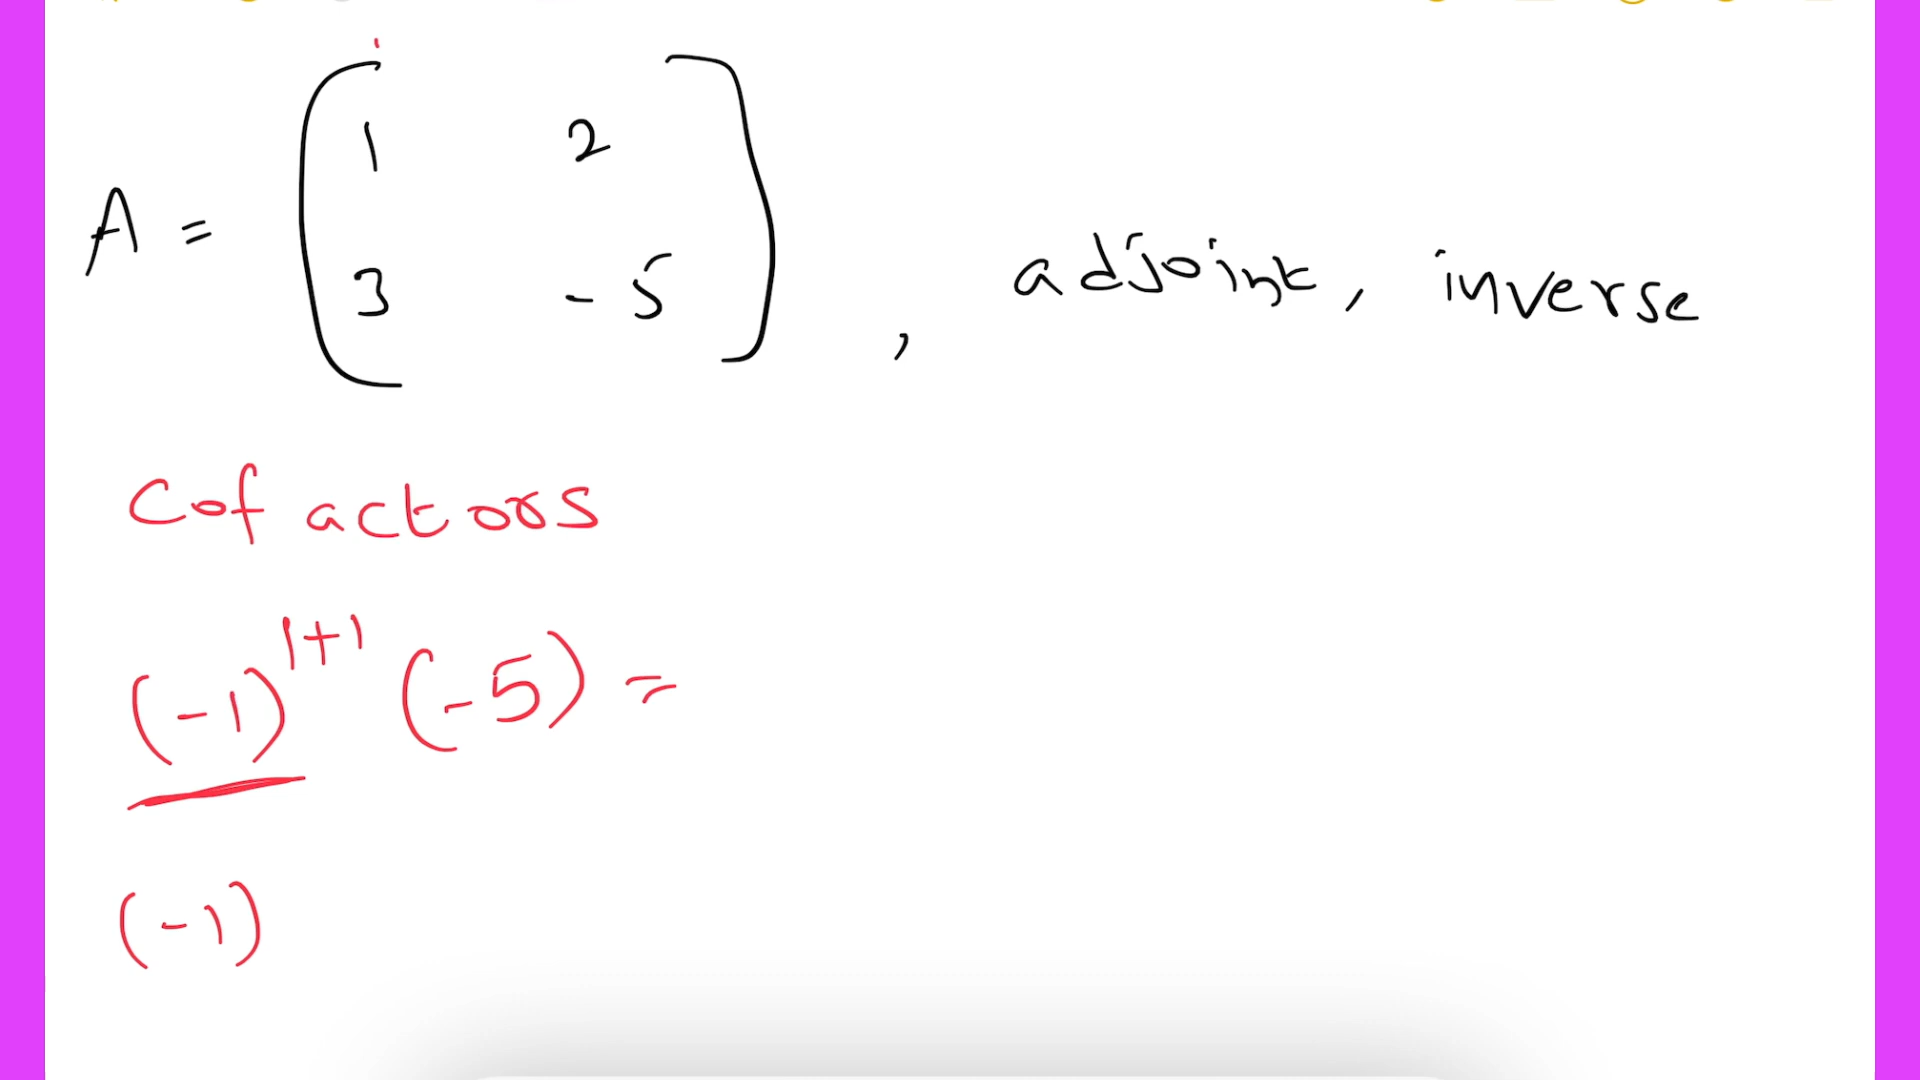 A = ( 1 2
3 - 5 ) , adjoint, inverse
Cofactors
(-1)^{1+1} (-5) =
(-1)